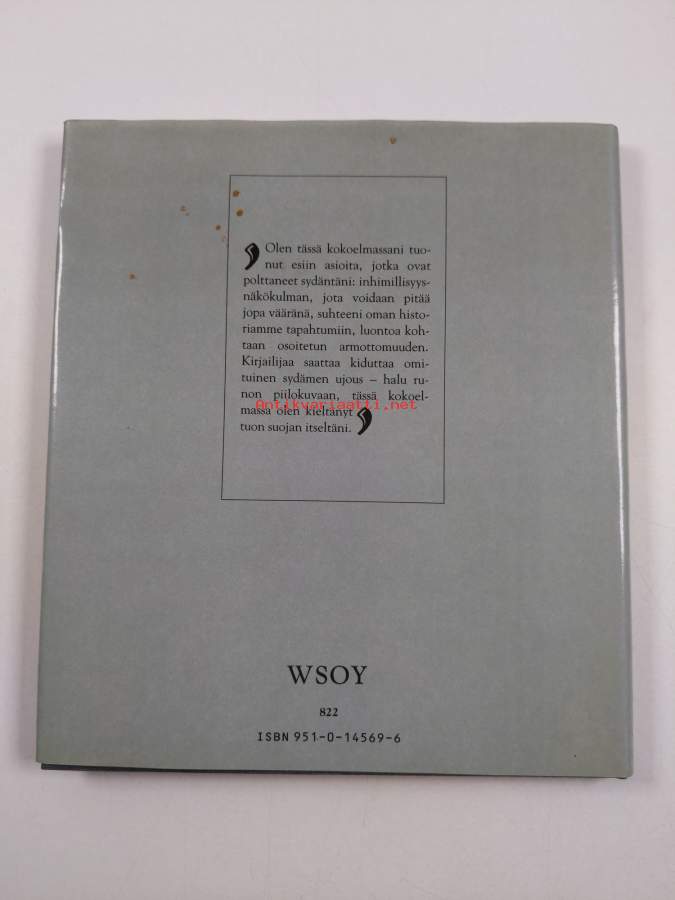 Olen tässä kokoelmassani tuo-
nut esiin asioita, jotka ovat
polttaneet sydäntäni: inhimillisyys-
näkökulman, jota voidaan pitää
jopa vääränä, suhteeni oman histo-
riamme tapahtumiin, luontoa koh-
taan osoitetun armottomuuden.
Kirjailijaa saattaa kiduttaa omi-
tuinen sydämen ujous – halu ru-
non piilokuvaan, tässä kokoel-
Antikvariaatti.net
massa olen kieltänyt
tuon suojan itseltäni.
WSOY
822
ISBN 951-0-14569-6